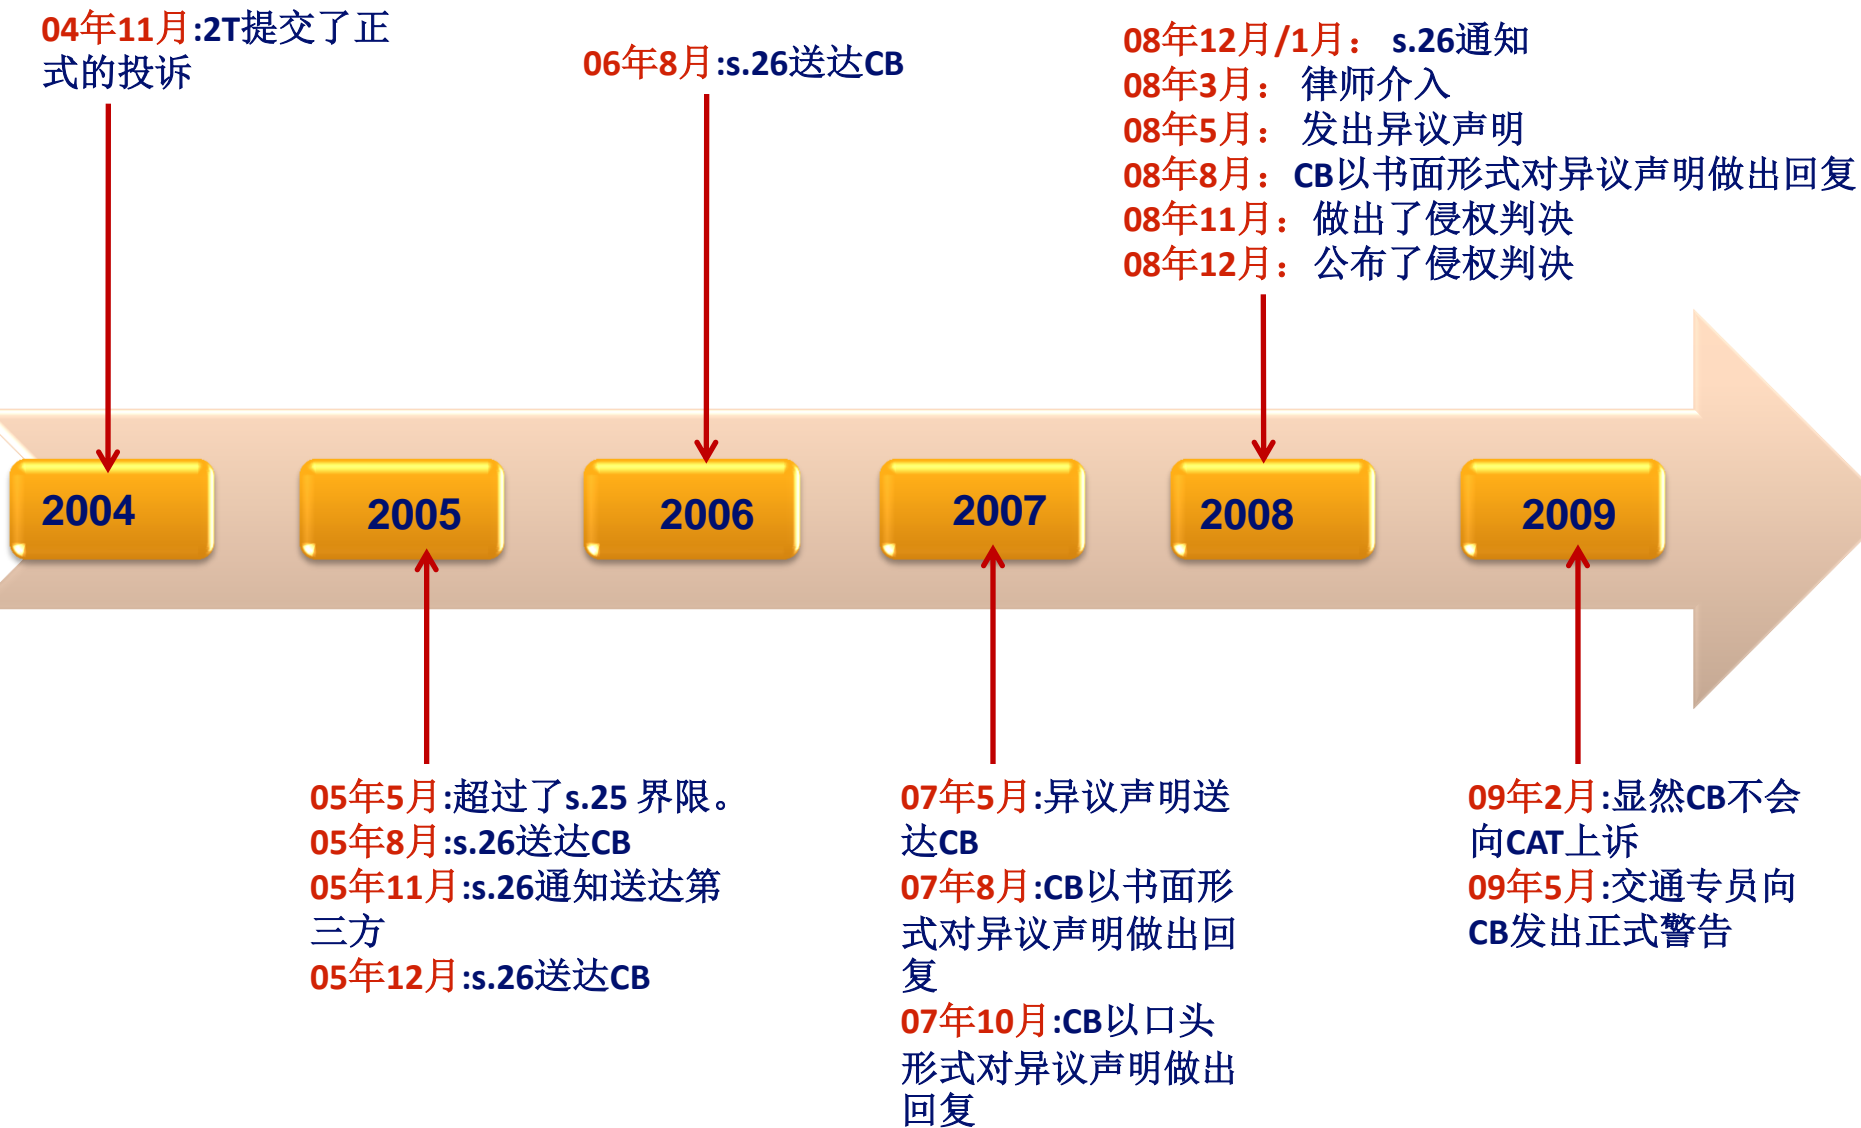 04年11月:2T提交了正
式的投诉
06年8月:s.26送达CB
08年12月/1月： s.26通知
08年3月： 律师介入
08年5月： 发出异议声明
08年8月：CB以书面形式对异议声明做出回复
08年11月：做出了侵权判决
08年12月：公布了侵权判决
2004
2005
2006
2007
2008
2009
05年5月:超过了s.25 界限。
05年8月:s.26送达CB
05年11月:s.26通知送达第
三方
05年12月:s.26送达CB
07年5月:异议声明送
达CB
07年8月:CB以书面形
式对异议声明做出回
复
07年10月:CB以口头
形式对异议声明做出
回复
09年2月:显然CB不会
向CAT上诉
09年5月:交通专员向
CB发出正式警告